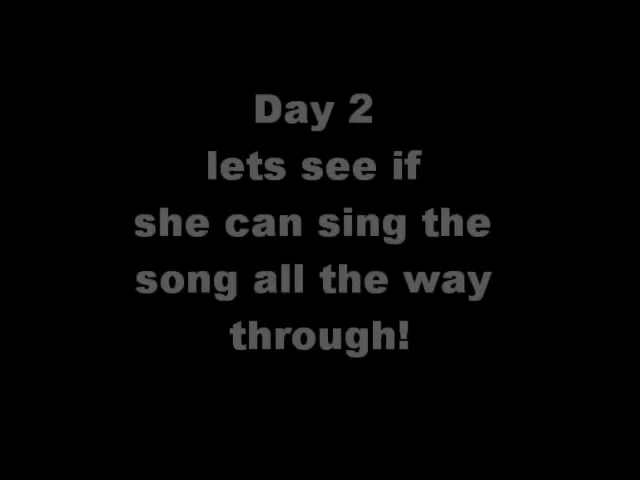 Day 2
lets see if
she can sing the
song all the way
through!